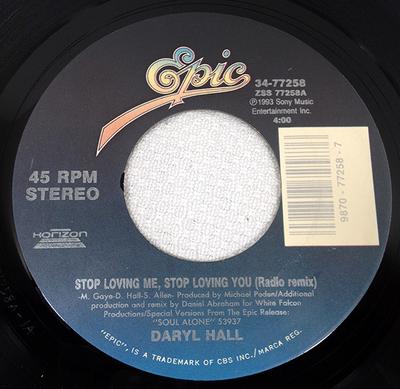 Epic
34-77258
ZSS 77258A
℗1993 Sony Music
Entertainment Inc.
4:00
45 RPM
STEREO
9870-77258-7
HORIZON
STOP LOVING ME, STOP LOVING YOU (Radio remix)
-M. Gaye-D. Hall-S. Allen- Produced by Michael Peden/Additional
production and remix by Daniel Abraham for White Falcon
Productions/Special Versions From The Epic Release:
"SOUL ALONE" 53937
DARYL HALL
"EPIC", IS A TRADEMARK OF CBS INC./MARCA REG.